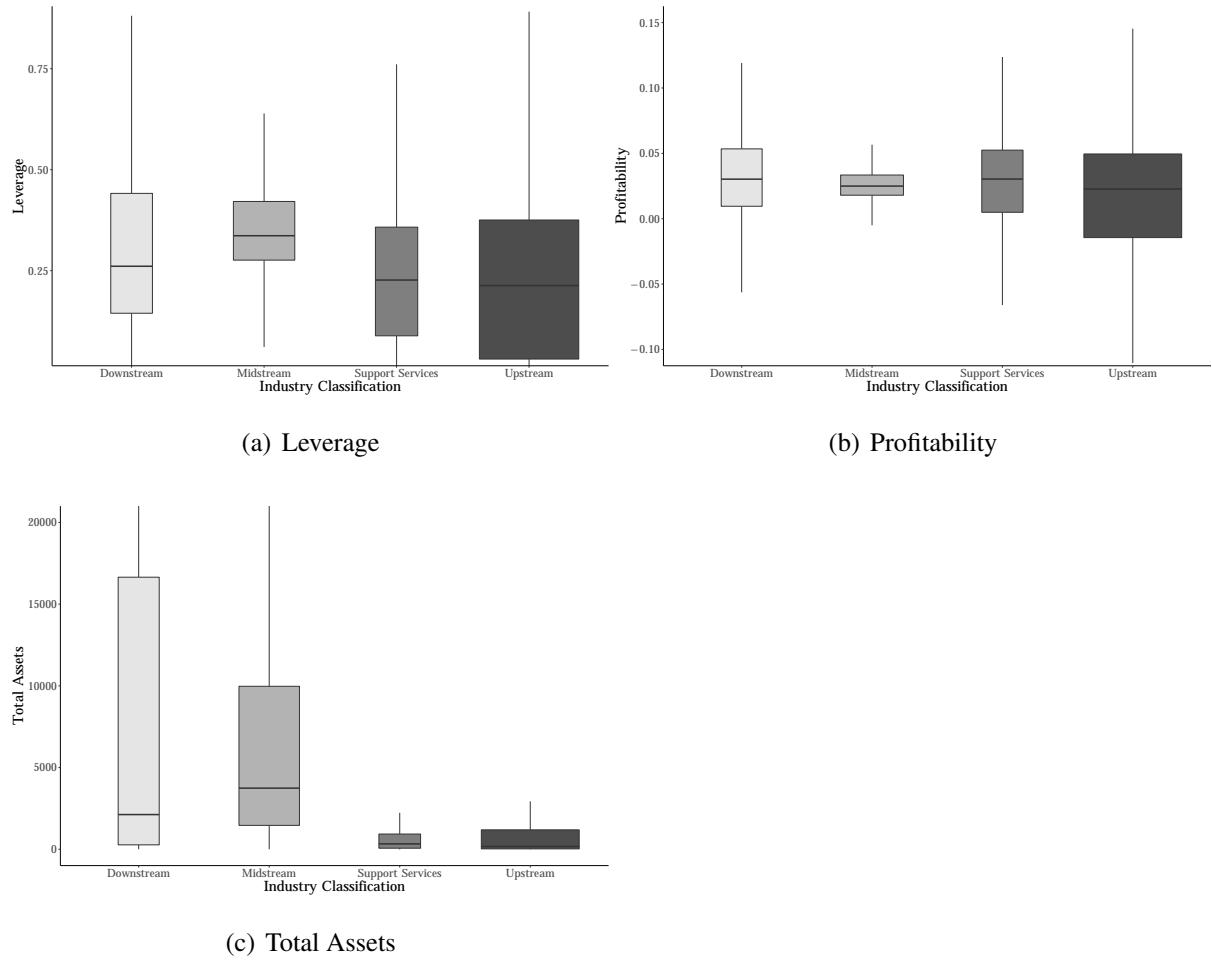 Leverage
0.75
0.50
0.25
Downstream Midstream Support Services Upstream
Industry Classification
(a) Leverage
Profitability
0.15
0.10
0.05
0.00
−0.05
−0.10
Downstream Midstream Support Services Upstream
Industry Classification
(b) Profitability
Total Assets
20000
15000
10000
5000
0
Downstream Midstream Support Services Upstream
Industry Classification
(c) Total Assets